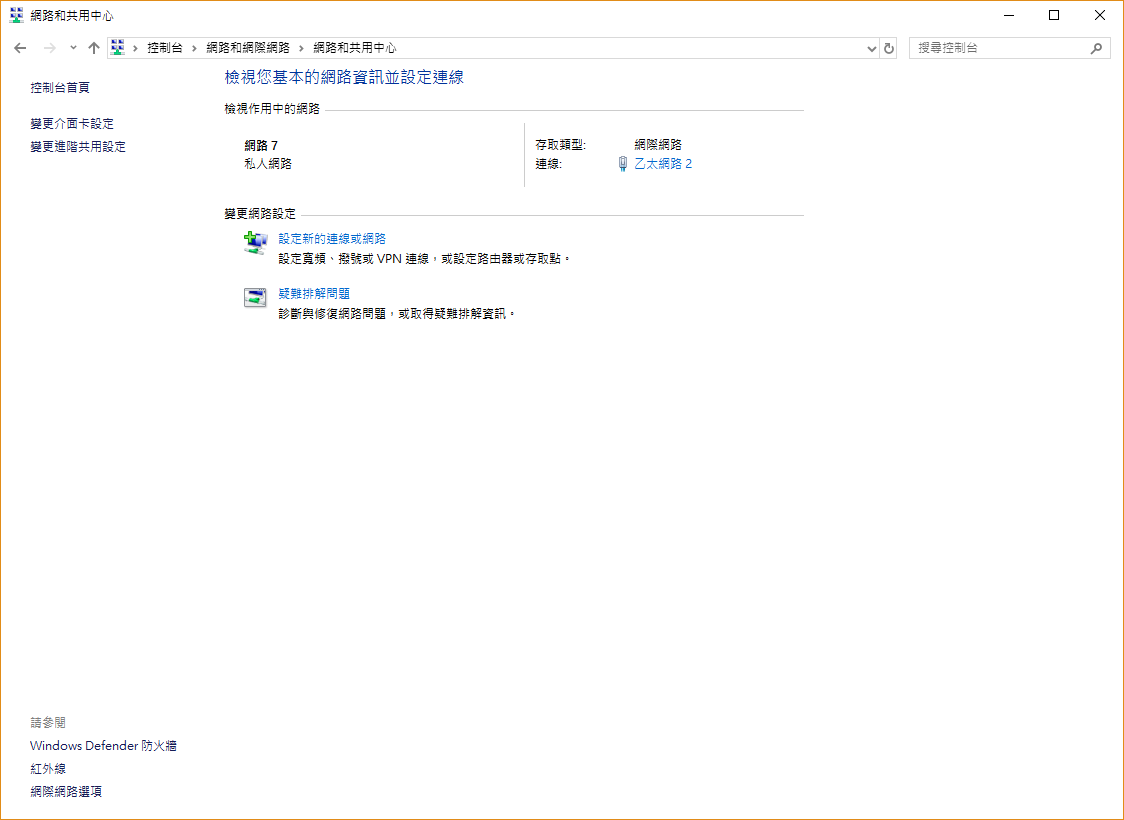 網路和共用中心
控制台 > 網路和網際網路 > 網路和共用中心
搜尋控制台
控制台首頁
變更介面卡設定
變更進階共用設定
檢視您基本的網路資訊並設定連線
檢視作用中的網路
網路 7
私人網路
存取類型: 網際網路
連線: 乙太網路 2
變更網路設定
設定新的連線或網路
設定寬頻、撥號或 VPN 連線，或設定路由器或存取點。
疑難排解問題
診斷與修復網路問題，或取得疑難排解資訊。
請參閱
Windows Defender 防火牆
紅外線
網際網路選項